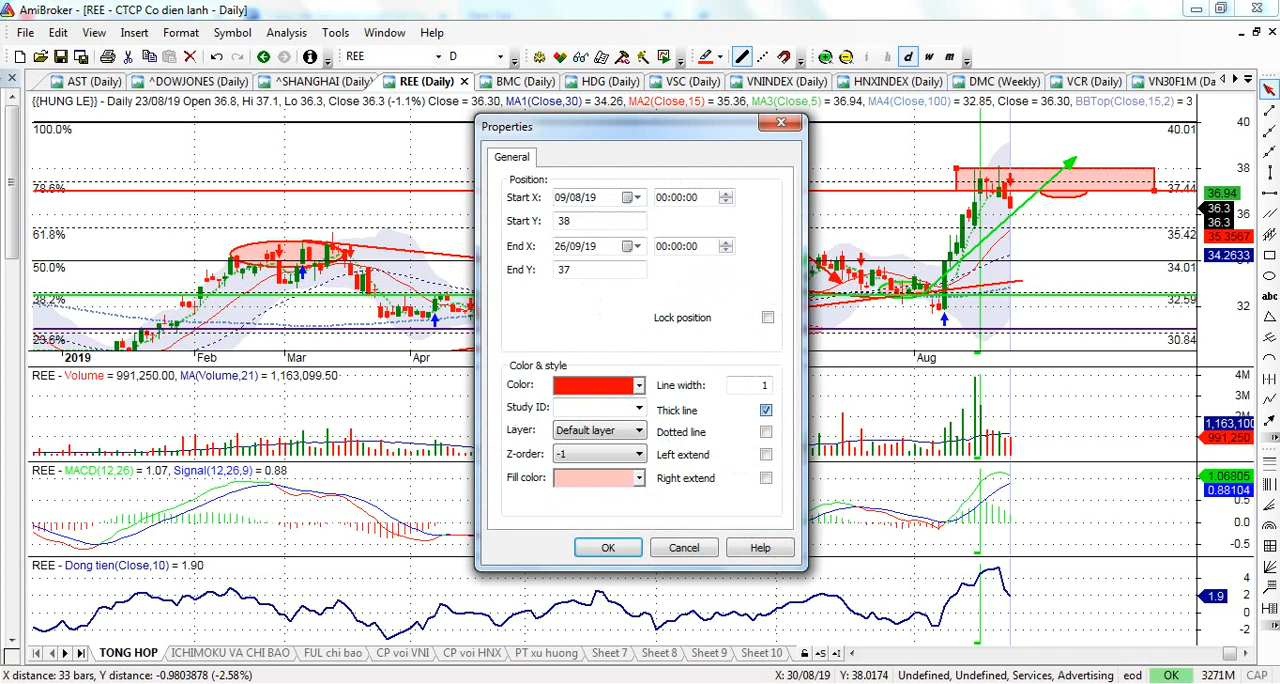 AmiBroker - [REE - CTCP Co dien lanh - Daily]
File Edit View Insert Format Symbol Analysis Tools Window Help
REE D i h d w m
AST (Daily) ^DOWJONES (Daily) ^SHANGHAI (Daily) REE (Daily) BMC (Daily) HDG (Daily) VSC (Daily) VNINDEX (Daily) HNXINDEX (Daily) DMC (Weekly) VCR (Daily) VN30F1M (Da
{{HUNG LE}} - Daily 23/08/19 Open 36.8, Hi 37.1, Lo 36.3, Close 36.3 (-1.1%) Close = 36.30, MA1(Close,30) = 34.26, MA2(Close,15) = 35.36, MA3(Close,5) = 36.94, MA4(Close,100) = 32.85, Close = 36.30, BBTop(Close,15,2) = 3
100.0%
78.6%
61.8%
50.0%
38.2%
23.6%
40.01
37.44
35.42
34.01
32.59
30.84
40
38
36
34
32
36.94
36.3
36.3
35.3567
34.2633
2019 Feb Mar Apr Aug
Properties
General
Position:
Start X: 09/08/19 00:00:00
Start Y: 38
End X: 26/09/19 00:00:00
End Y: 37
Lock position
Color & style
Color: Line width: 1
Study ID: Thick line
Layer: Default layer Dotted line
Z-order: -1 Left extend
Fill color: Right extend
OK Cancel Help
REE - Volume = 991,250.00, MA(Volume,21) = 1,163,099.50
4M
3M
2M
1,163,100
991,250
REE - MACD(12,26) = 1.07, Signal(12,26,9) = 0.88
1.06805
0.88104
0.5
0.0
-0.5
REE - Dong tien(Close,10) = 1.90
4
2
1.9
0
-2
TONG HOP ICHIMOKU VA CHI BAO FUL chi bao CP voi VNI CP voi HNX PT xu huong Sheet 7 Sheet 8 Sheet 9 Sheet 10
X distance: 33 bars, Y distance: -0.9803878 (-2.58%) X: 30/08/19 Y: 38.0174 Undefined, Undefined, Services, Advertising eod OK 3271M CAP
abc